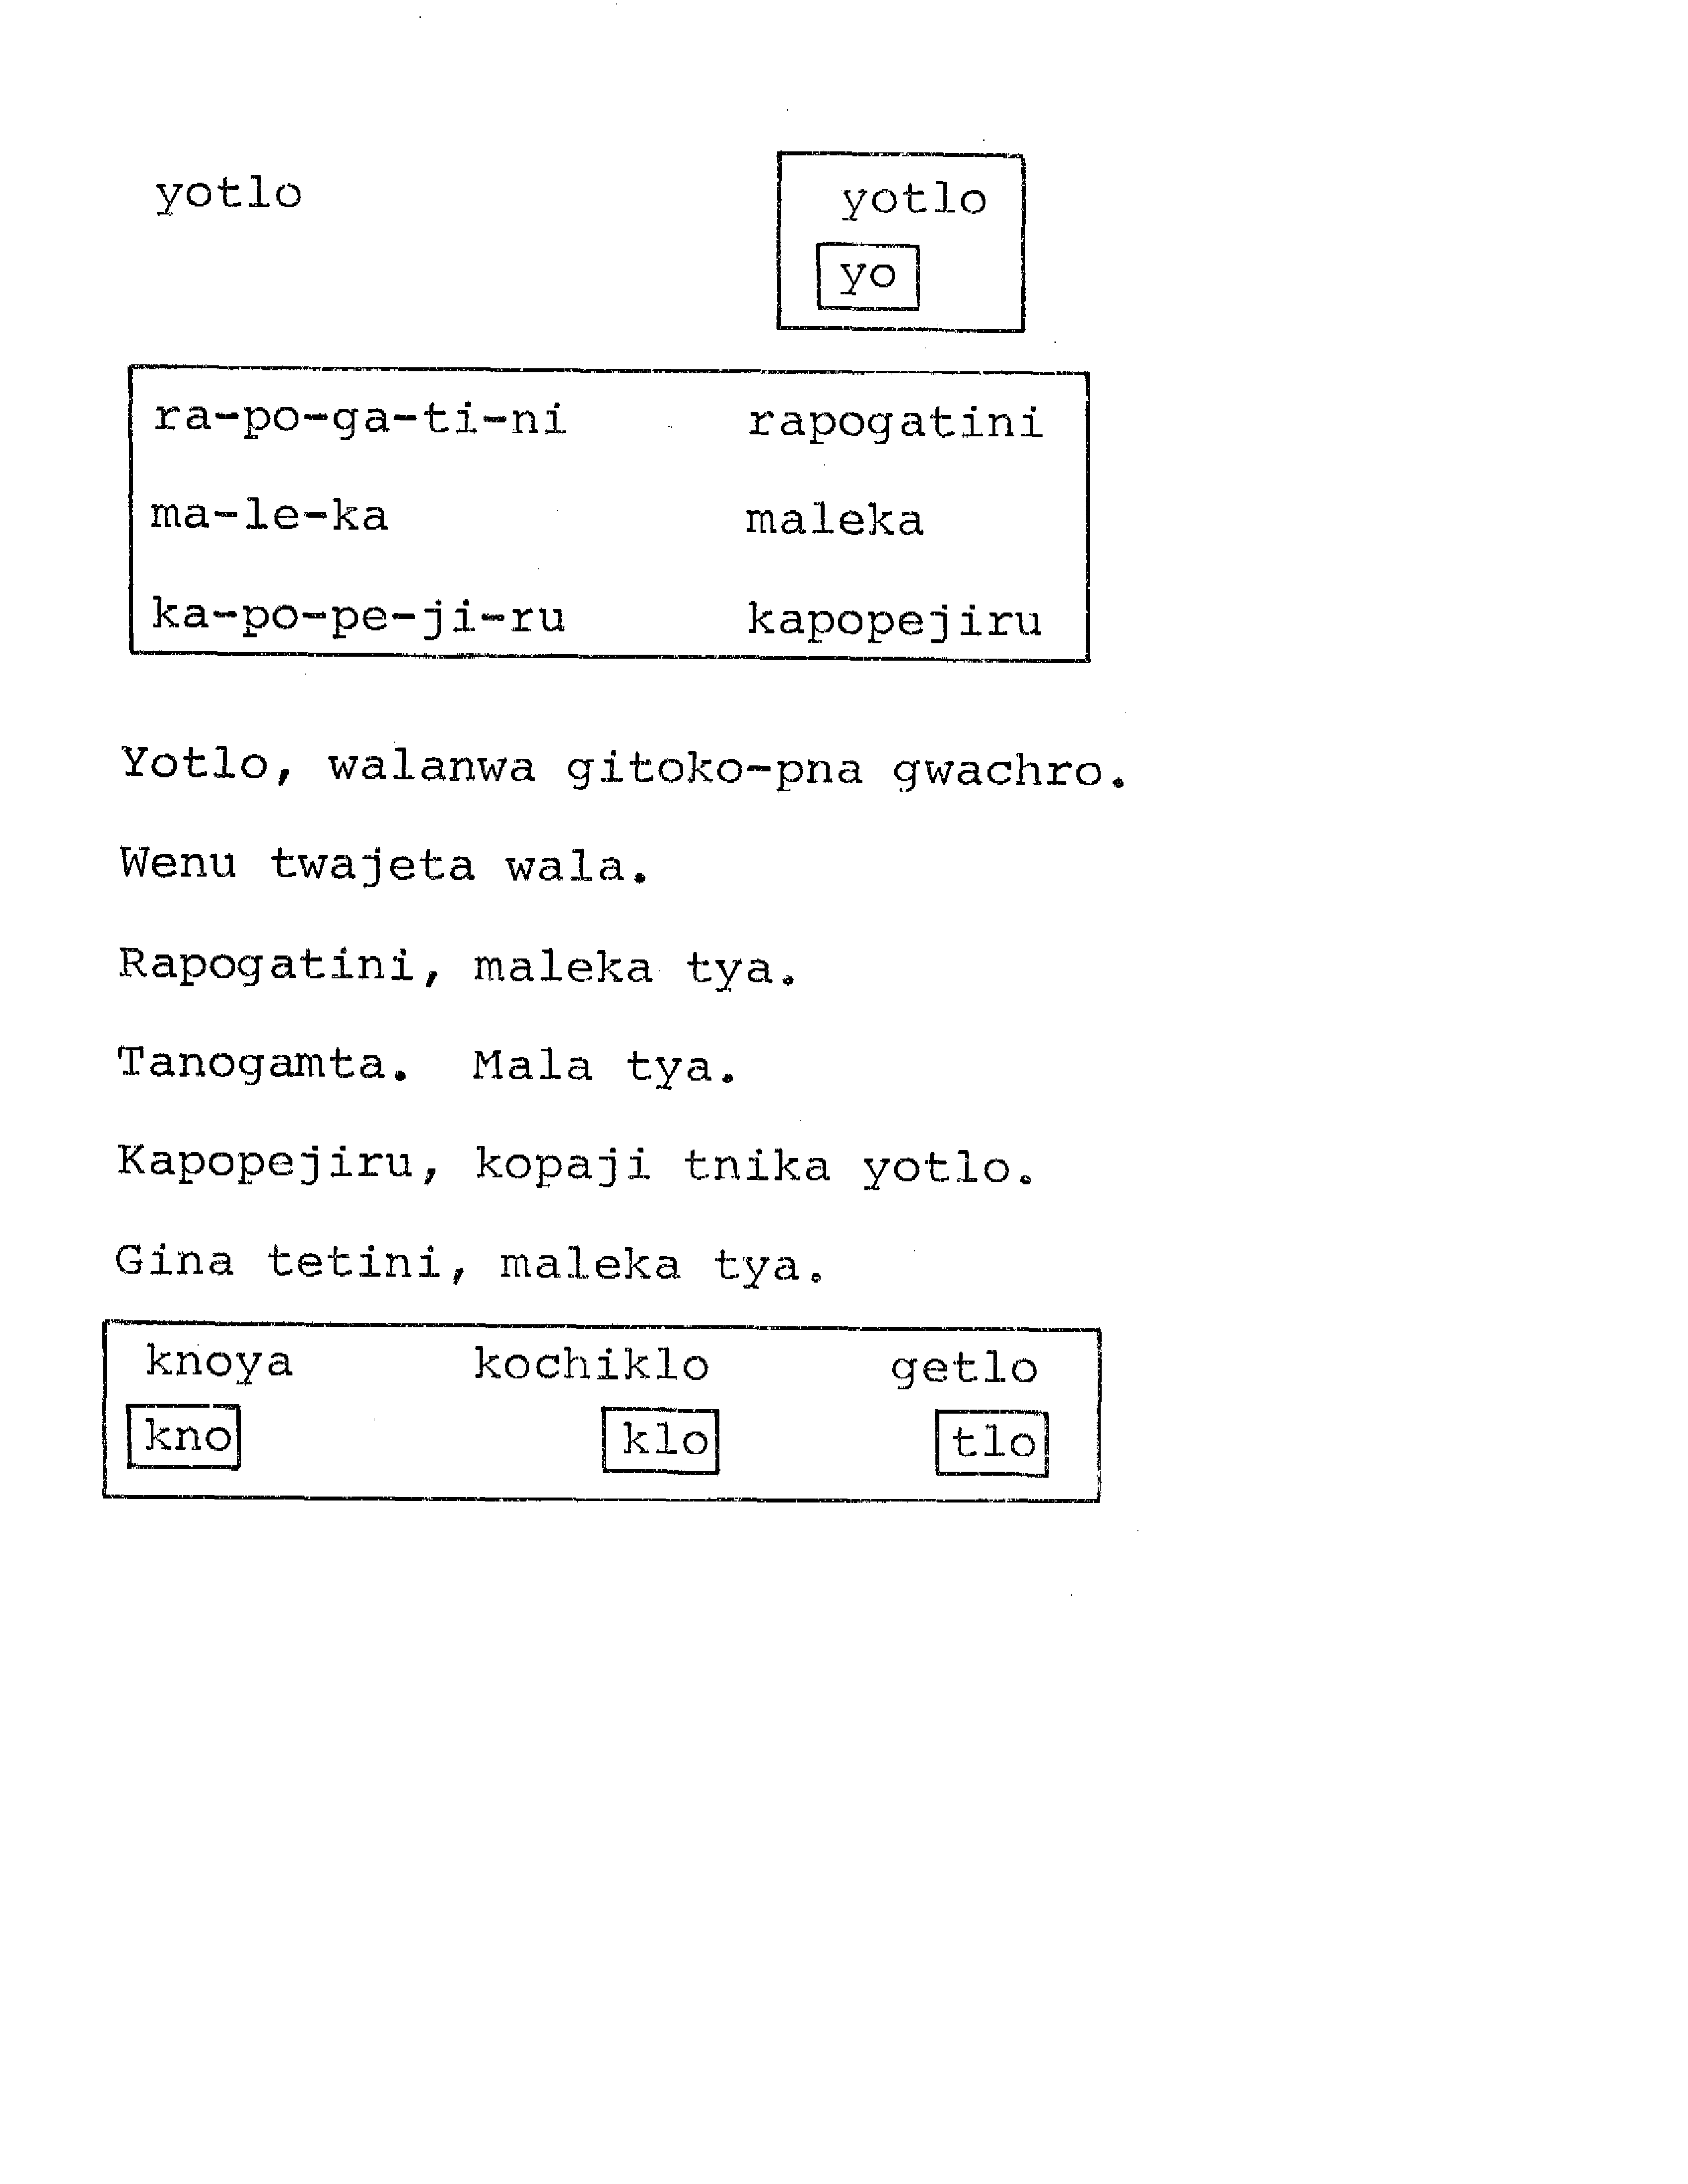 yotlo yotlo
yo
ra-po-ga-ti-ni rapogatini
ma-le-ka maleka
ka-po-pe-ji-ru kapopejiru
Yotlo, walanwa gitoko-pna gwachro.
Wenu twajeta wala.
Rapogatini, maleka tya.
Tanogamta. Mala tya.
Kapopejiru, kopaji tnika yotlo.
Gina tetini, maleka tya.
knoya kochiklo getlo
kno klo tlo